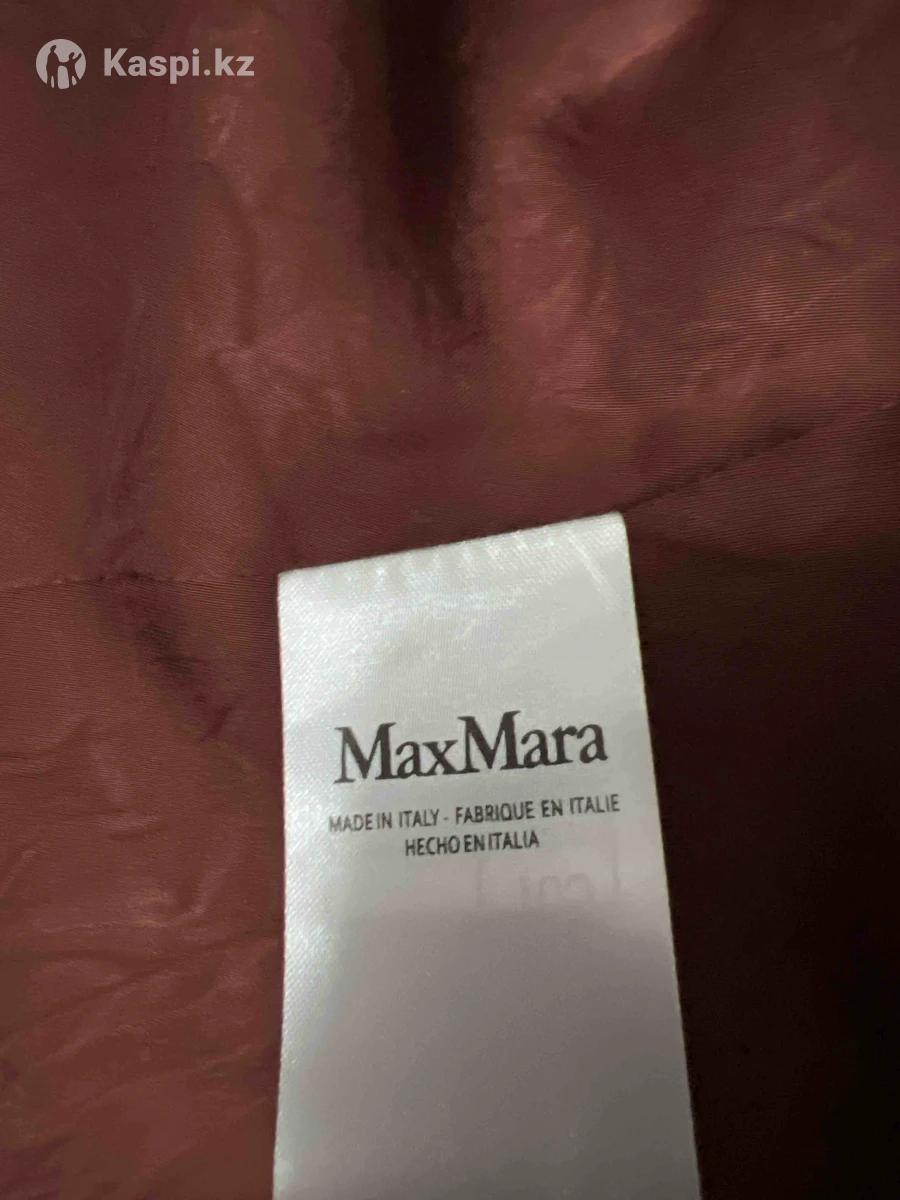 Kaspi.kz
MaxMara
MADE IN ITALY - FABRIQUE EN ITALIE
HECHO EN ITALIA